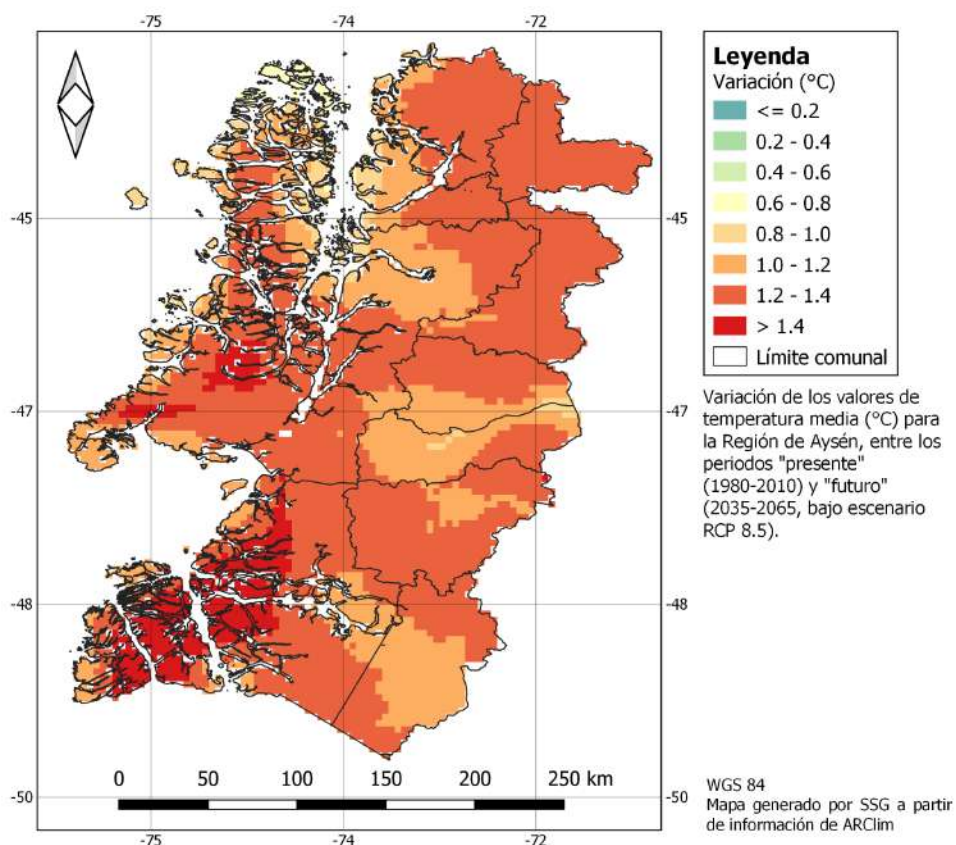 -75
-74
-72
-45
-45
-47
-47
-48
-48
-50
-50
0
50
100
150
200
250 km
-75
-74
-72
Leyenda
Variación (°C)
<= 0.2
0.2 - 0.4
0.4 - 0.6
0.6 - 0.8
0.8 - 1.0
1.0 - 1.2
1.2 - 1.4
> 1.4
Límite comunal
Variación de los valores de
temperatura media (°C) para
la Región de Aysén, entre los
periodos "presente"
(1980-2010) y "futuro"
(2035-2065, bajo escenario
RCP 8.5).
WGS 84
Mapa generado por SSG a partir
de información de ARClim